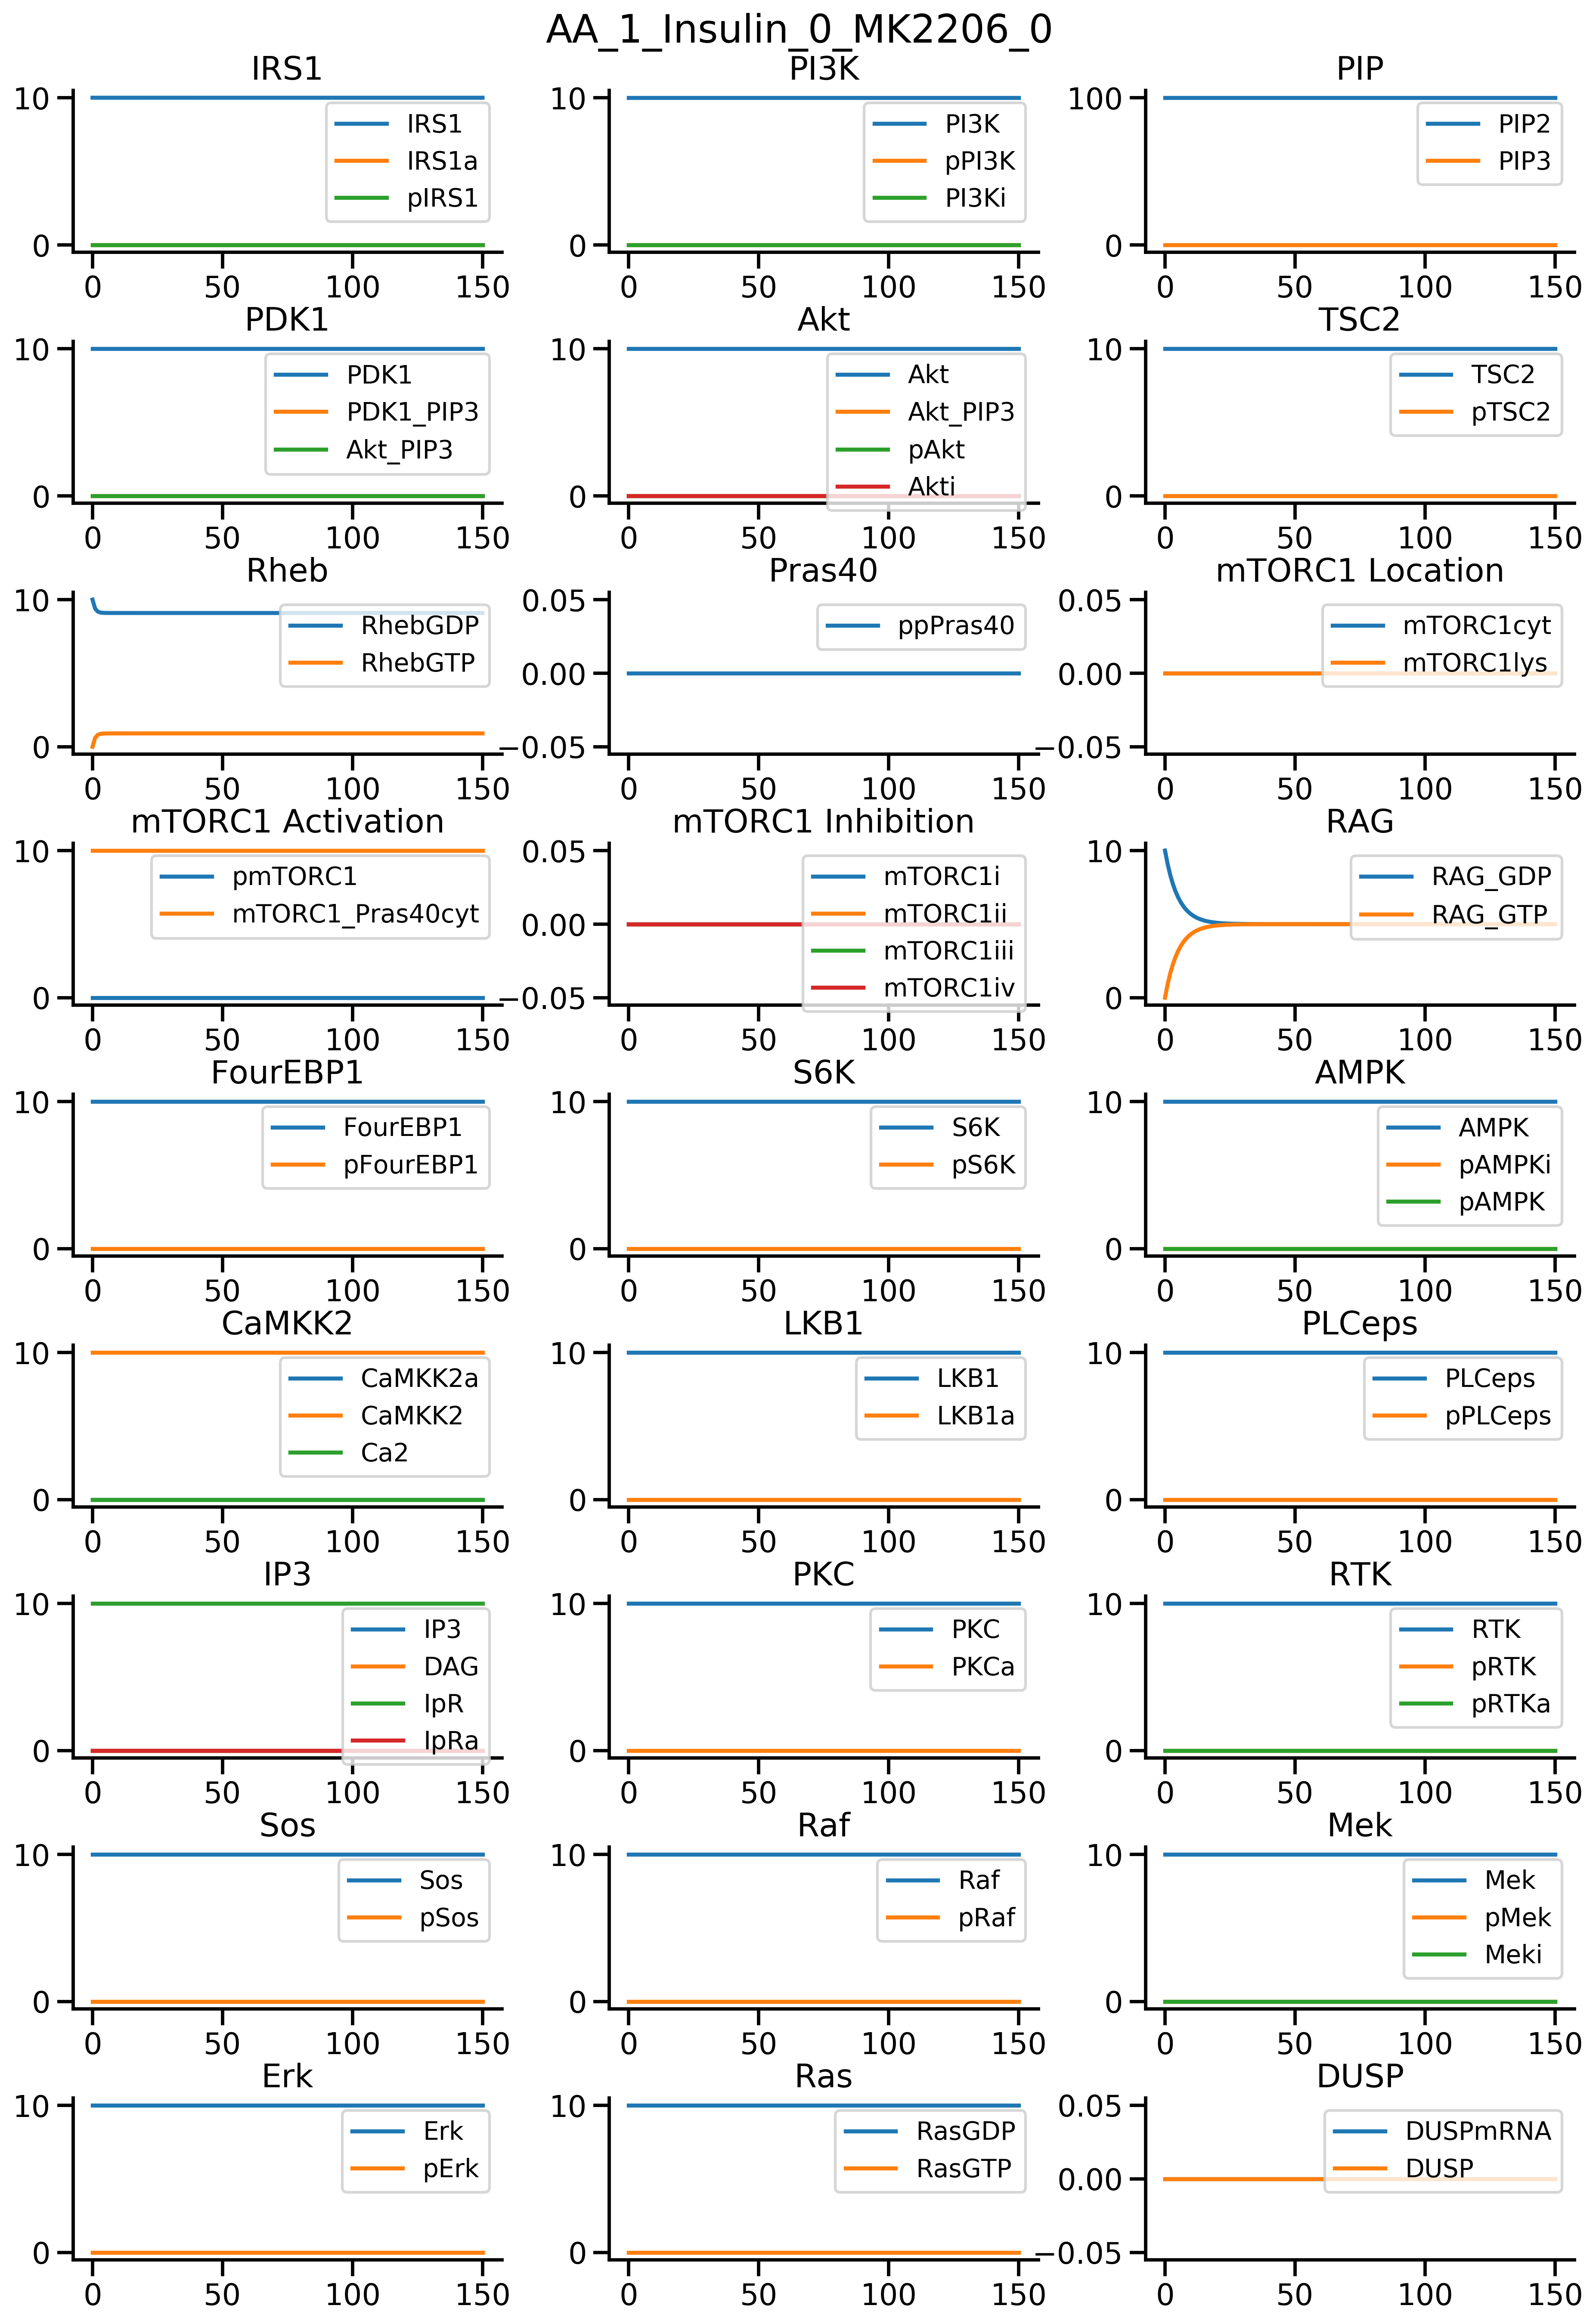 AA_1_Insulin_0_MK2206_0
IRS1 PI3K PIP
10 10 100
IRS1 PI3K PIP2
IRS1a pPI3K PIP3
pIRS1 PI3Ki
0 0 0
0 50 100 150 0 50 100 150 0 50 100 150
PDK1 Akt TSC2
10 10 10
PDK1 Akt TSC2
PDK1_PIP3 Akt_PIP3 pTSC2
Akt_PIP3 pAkt
Akti
0 0 0
0 50 100 150 0 50 100 150 0 50 100 150
Rheb Pras40 mTORC1 Location
10 0.05 0.05
RhebGDP ppPras40 mTORC1cyt
RhebGTP mTORC1lys
0.00 0.00
0 −0.05 −0.05
0 50 100 150 0 50 100 150 0 50 100 150
mTORC1 Activation mTORC1 Inhibition RAG
10 0.05 10
pmTORC1 mTORC1i RAG_GDP
mTORC1_Pras40cyt mTORC1ii RAG_GTP
0.00
mTORC1iii
mTORC1iv
0 −0.05 0
0 50 100 150 0 50 100 150 0 50 100 150
FourEBP1 S6K AMPK
10 10 10
FourEBP1 S6K AMPK
pFourEBP1 pS6K pAMPKi
pAMPK
0 0 0
0 50 100 150 0 50 100 150 0 50 100 150
CaMKK2 LKB1 PLCeps
10 10 10
CaMKK2a LKB1 PLCeps
CaMKK2 LKB1a pPLCeps
Ca2
0 0 0
0 50 100 150 0 50 100 150 0 50 100 150
IP3 PKC RTK
10 10 10
IP3 PKC RTK
DAG PKCa pRTK
IpR pRTKa
IpRa
0 0 0
0 50 100 150 0 50 100 150 0 50 100 150
Sos Raf Mek
10 10 10
Sos Raf Mek
pSos pRaf pMek
Meki
0 0 0
0 50 100 150 0 50 100 150 0 50 100 150
Erk Ras DUSP
10 10 0.05
Erk RasGDP DUSPmRNA
pErk RasGTP DUSP
0.00
0 0 −0.05
0 50 100 150 0 50 100 150 0 50 100 150